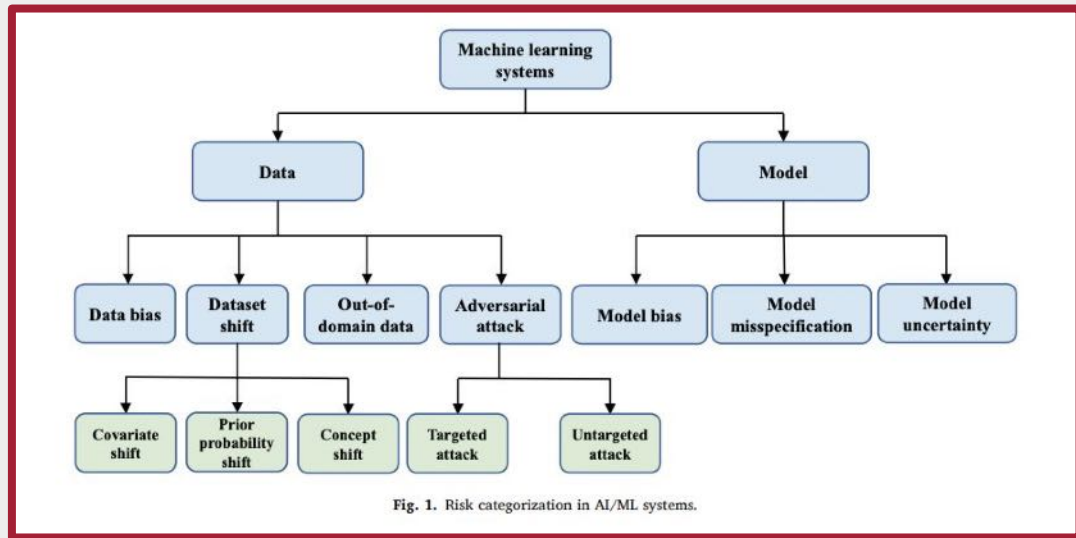 Machine learning
systems
Data
Model
Data bias
Dataset
shift
Out-of-
domain data
Adversarial
attack
Model bias
Model
misspecification
Model
uncertainty
Covariate
shift
Prior
probability
shift
Concept
shift
Targeted
attack
Untargeted
attack
Fig. 1. Risk categorization in AI/ML systems.